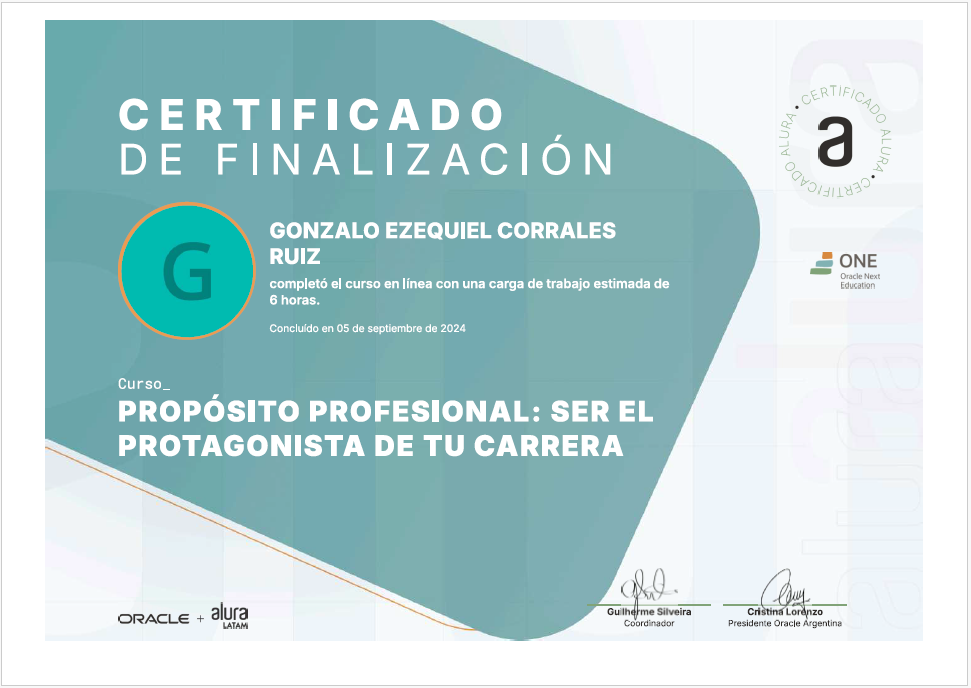 CERTIFICADO
DE FINALIZACIÓN
CERTIFICADO ALURA • CERTIFICADO ALURA •
a
G
GONZALO EZEQUIEL CORRALES
RUIZ
completó el curso en línea con una carga de trabajo estimada de
6 horas.
Concluído en 05 de septiembre de 2024
ONE
Oracle Next
Education
Curso_
PROPÓSITO PROFESIONAL: SER EL
PROTAGONISTA DE TU CARRERA
ORACLE + alura
LATAM
Guilherme Silveira
Coordinador
Cristina Lorenzo
Presidente Oracle Argentina